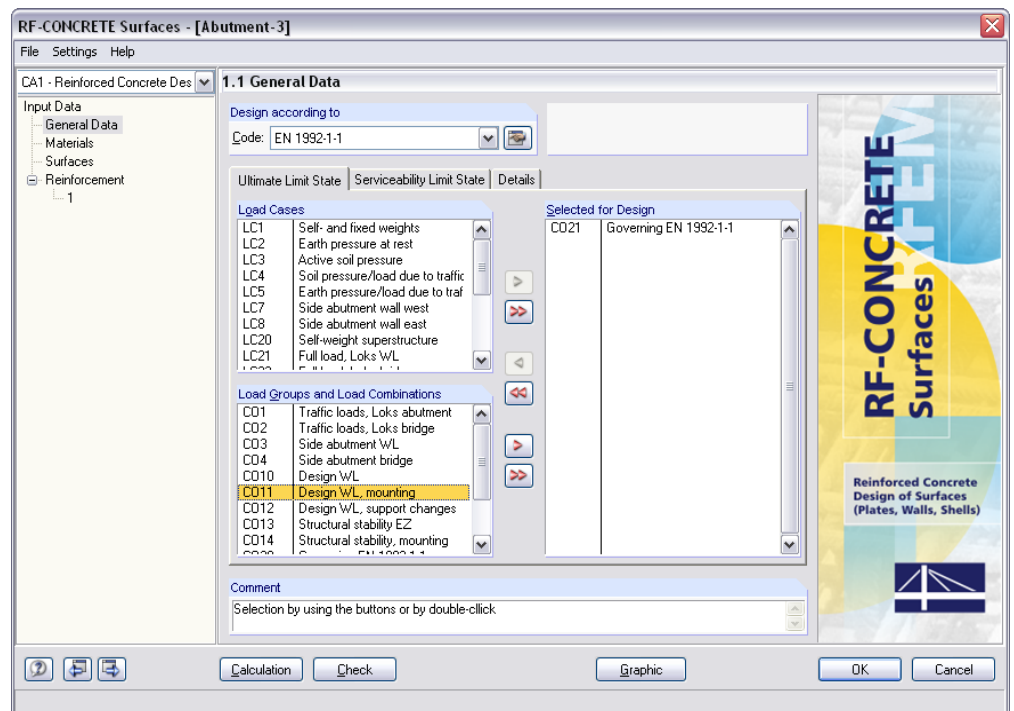 RF-CONCRETE Surfaces - [Abutment-3]
File Settings Help
CA1 - Reinforced Concrete Des
1.1 General Data
Input Data
General Data
Materials
Surfaces
Reinforcement
1
Design according to
Code: EN 1992-1-1
Ultimate Limit State Serviceability Limit State Details
Load Cases
LC1 Self- and fixed weights
LC2 Earth pressure at rest
LC3 Active soil pressure
LC4 Soil pressure/load due to traffic
LC5 Earth pressure/load due to traf
LC7 Side abutment wall west
LC8 Side abutment wall east
LC20 Self-weight superstructure
LC21 Full load, Loks WL
Load Groups and Load Combinations
CO1 Traffic loads, Loks abutment
CO2 Traffic loads, Loks bridge
CO3 Side abutment WL
CO4 Side abutment bridge
CO10 Design WL
CO11 Design WL, mounting
CO12 Design WL, support changes
CO13 Structural stability EZ
CO14 Structural stability, mounting
>
>>
<
<<
>
>>
Selected for Design
CO21 Governing EN 1992-1-1
Comment
Selection by using the buttons or by double-cllick
RFEM
RF-CONCRETE
Surfaces
Reinforced Concrete
Design of Surfaces
(Plates, Walls, Shells)
Calculation Check Graphic OK Cancel